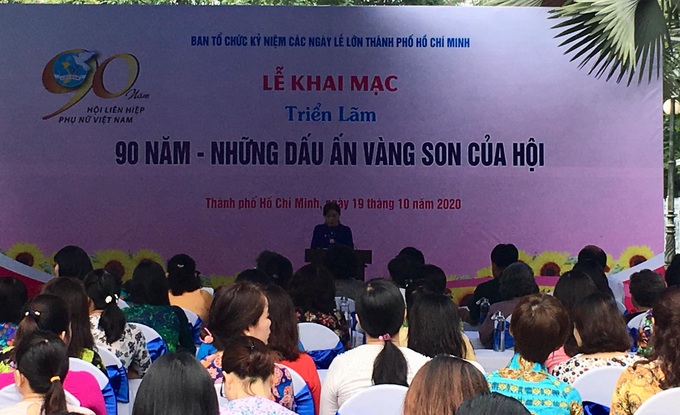 BAN TỔ CHỨC KỶ NIỆM CÁC NGÀY LỄ LỚN THÀNH PHỐ HỒ CHÍ MINH
90 Năm
HỘI LIÊN HIỆP
PHỤ NỮ VIỆT NAM
LỄ KHAI MẠC
Triển Lãm
90 NĂM - NHỮNG DẤU ẤN VÀNG SON CỦA HỘI
Thành phố Hồ Chí Minh, ngày 19 tháng 10 năm 2020